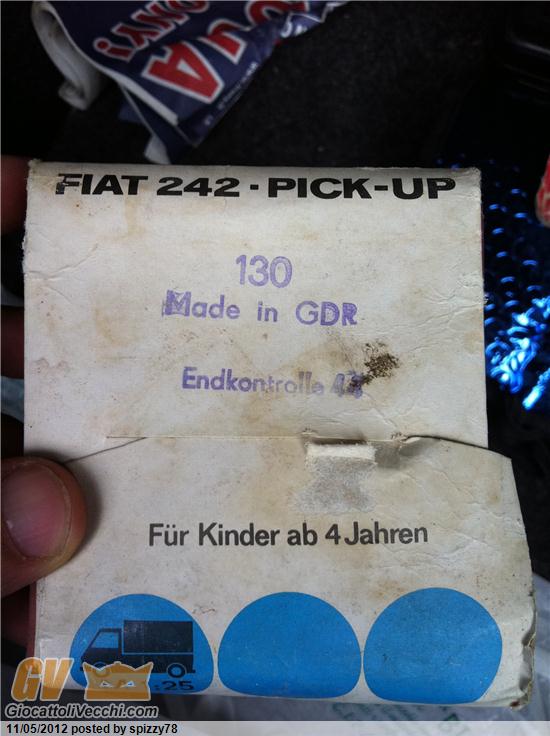 FIAT 242 · PICK-UP
130
Made in GDR
Endkontrolle
Für Kinder ab 4 Jahren
:25
GV
GiocattoliVecchi.com
11/05/2012 posted by spizzy78